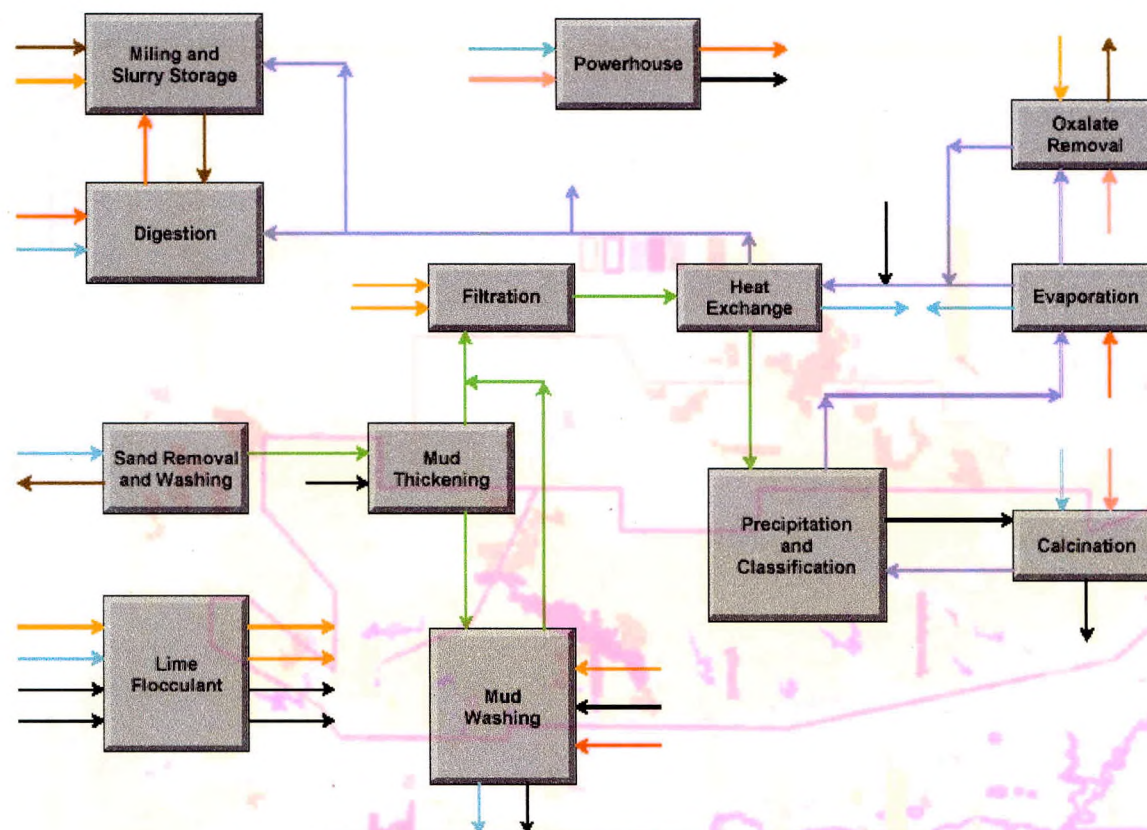 Miling and
Slurry Storage
Powerhouse
Oxalate
Removal
Digestion
Filtration
Heat
Exchange
Evaporation
Sand Removal
and Washing
Mud
Thickening
Precipitation
and
Classification
Calcination
Lime
Flocculant
Mud
Washing